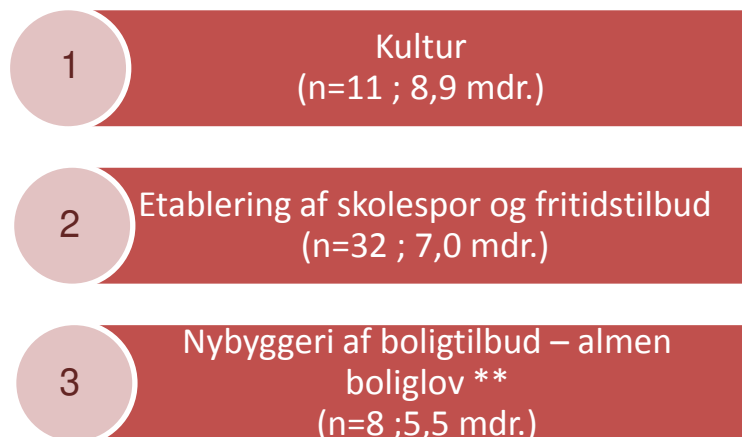 1
Kultur
(n=11 ; 8,9 mdr.)
2
Etablering af skolespor og fritidstilbud
(n=32 ; 7,0 mdr.)
3
Nybyggeri af boligtilbud – almen
boliglov **
(n=8 ;5,5 mdr.)